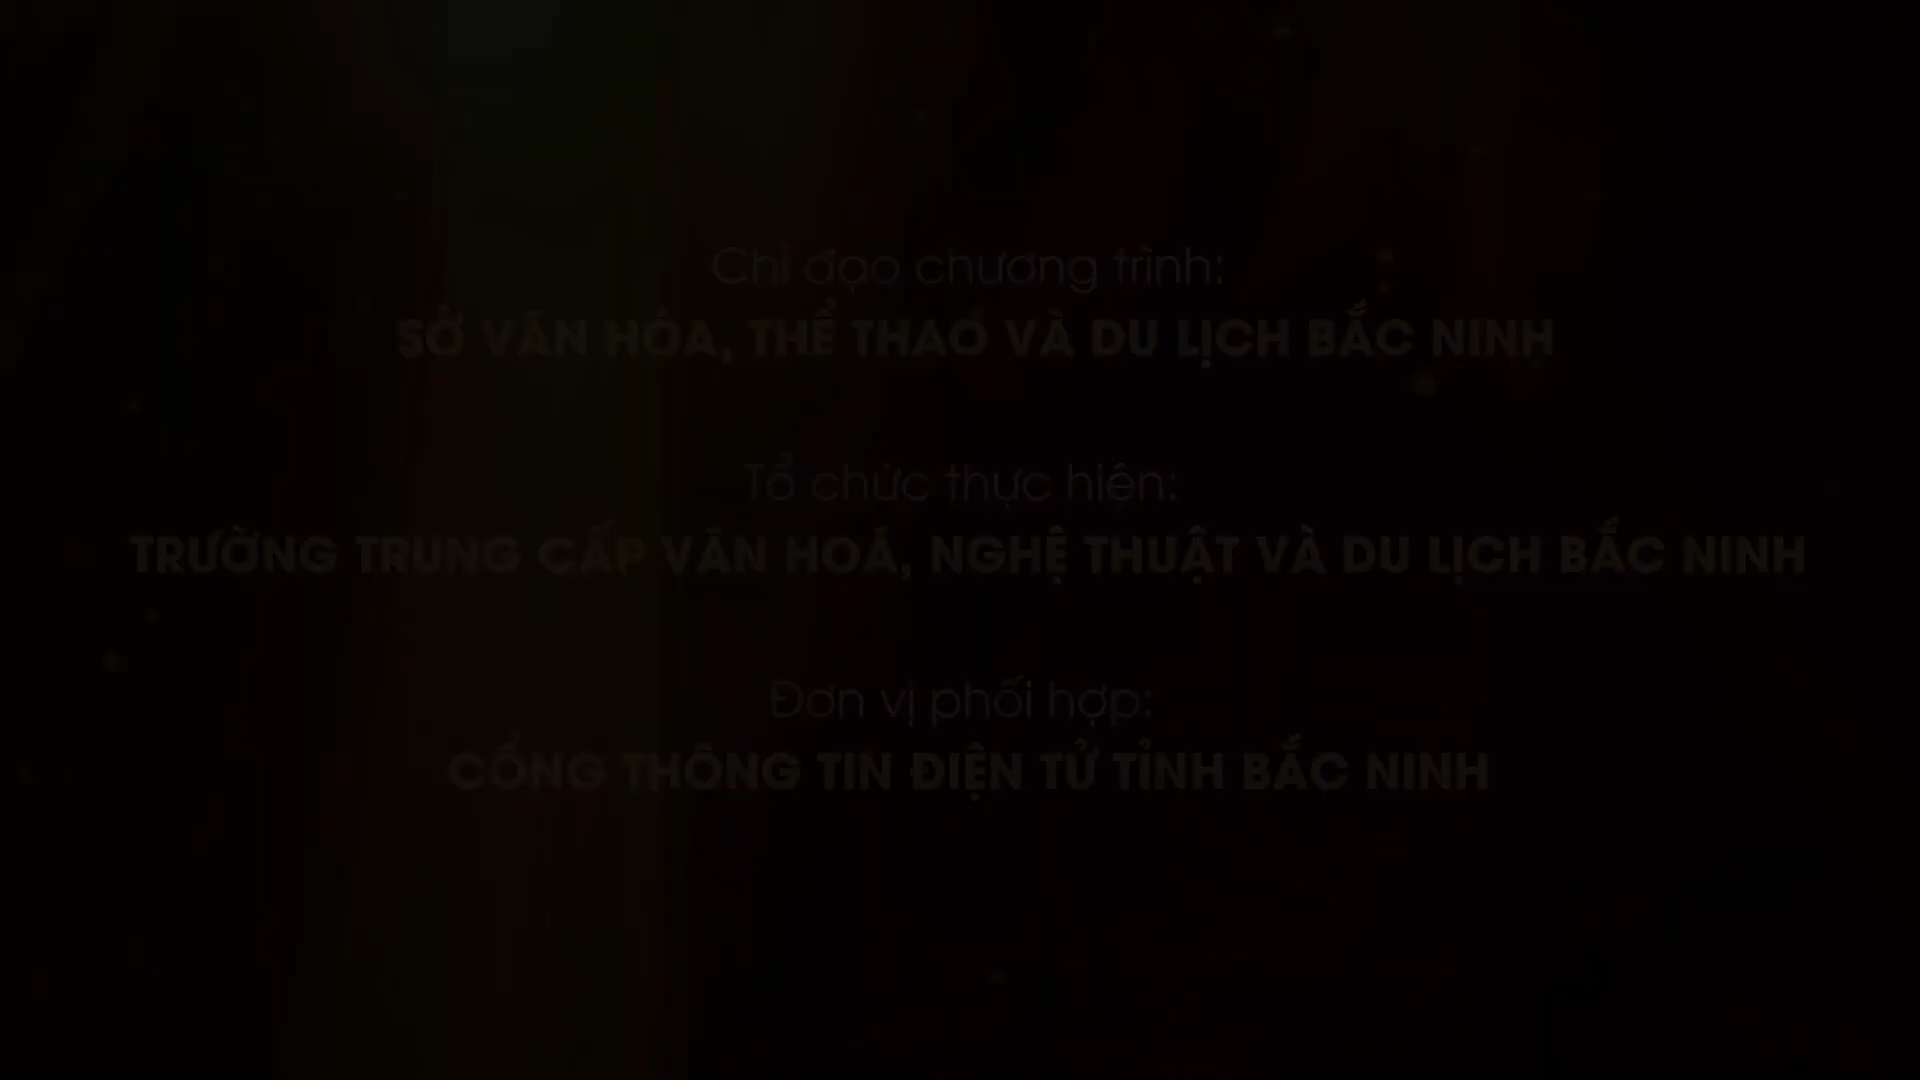 Chỉ đạo chương trình:
SỞ VĂN HÓA, THỂ THAO VÀ DU LỊCH BẮC NINH
Tổ chức thực hiện:
TRƯỜNG TRUNG CẤP VĂN HOÁ, NGHỆ THUẬT VÀ DU LỊCH BẮC NINH
Đơn vị phối hợp:
CỔNG THÔNG TIN ĐIỆN TỬ TỈNH BẮC NINH